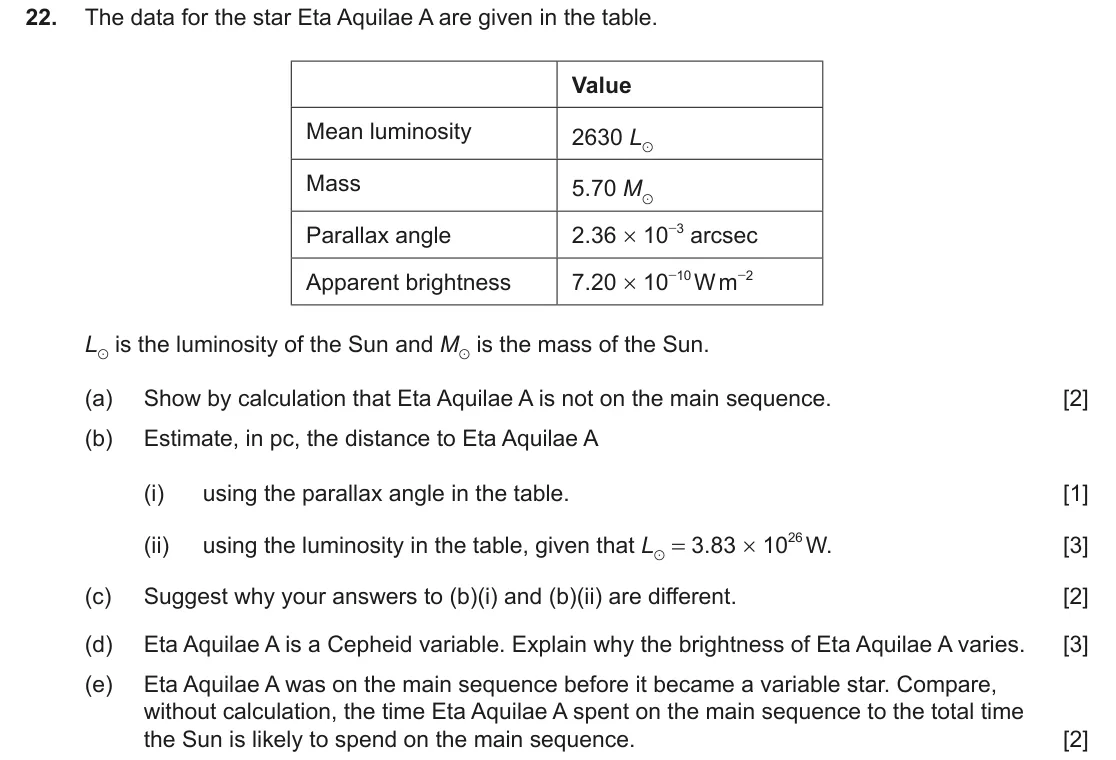 22. The data for the star Eta Aquilae A are given in the table.
Value
Mean luminosity 2630 L☉
Mass 5.70 M☉
Parallax angle 2.36 × 10⁻³ arcsec
Apparent brightness 7.20 × 10⁻¹⁰ W m⁻²
L☉ is the luminosity of the Sun and M☉ is the mass of the Sun.
(a) Show by calculation that Eta Aquilae A is not on the main sequence. [2]
(b) Estimate, in pc, the distance to Eta Aquilae A
(i) using the parallax angle in the table. [1]
(ii) using the luminosity in the table, given that L☉ = 3.83 × 10²⁶ W. [3]
(c) Suggest why your answers to (b)(i) and (b)(ii) are different. [2]
(d) Eta Aquilae A is a Cepheid variable. Explain why the brightness of Eta Aquilae A varies. [3]
(e) Eta Aquilae A was on the main sequence before it became a variable star. Compare,
without calculation, the time Eta Aquilae A spent on the main sequence to the total time
the Sun is likely to spend on the main sequence. [2]